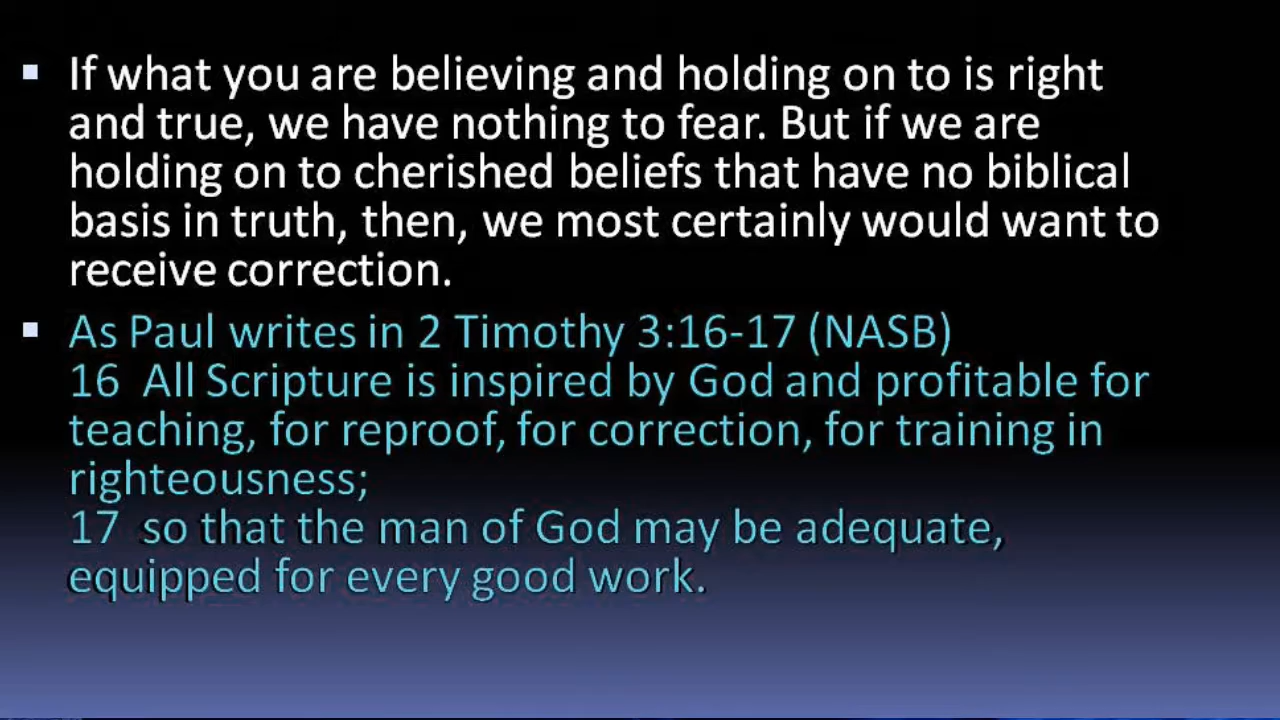 ▪ If what you are believing and holding on to is right
and true, we have nothing to fear. But if we are
holding on to cherished beliefs that have no biblical
basis in truth, then, we most certainly would want to
receive correction.
▪ As Paul writes in 2 Timothy 3:16-17 (NASB)
16 All Scripture is inspired by God and profitable for
teaching, for reproof, for correction, for training in
righteousness;
17 so that the man of God may be adequate,
equipped for every good work.